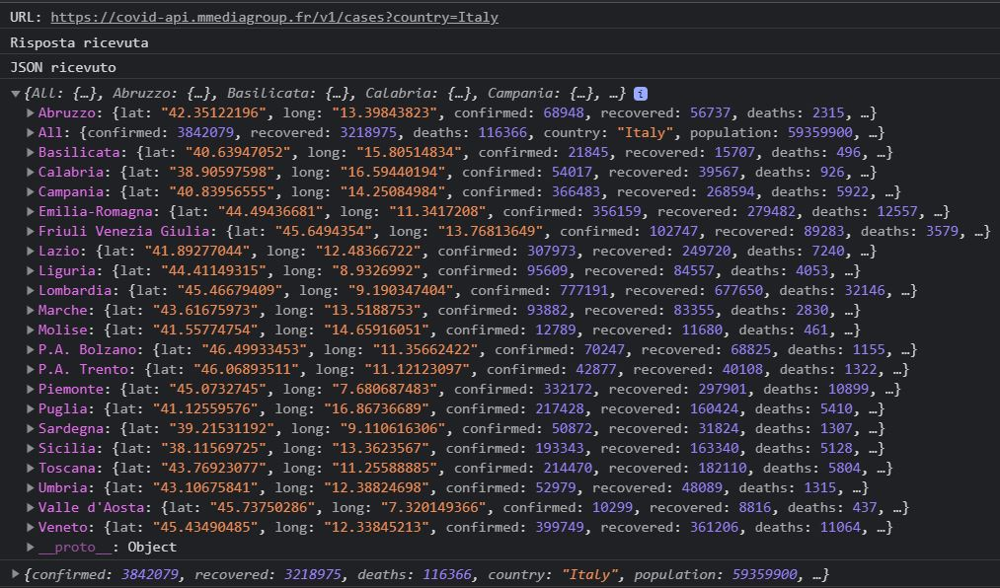 URL: https://covid-api.mmediagroup.fr/v1/cases?country=Italy
Risposta ricevuta
JSON ricevuto
▼{All: {…}, Abruzzo: {…}, Basilicata: {…}, Calabria: {…}, Campania: {…}, …} i
▶Abruzzo: {lat: "42.35122196", long: "13.39843823", confirmed: 68948, recovered: 56737, deaths: 2315, …}
▶All: {confirmed: 3842079, recovered: 3218975, deaths: 116366, country: "Italy", population: 59359900, …}
▶Basilicata: {lat: "40.63947052", long: "15.80514834", confirmed: 21845, recovered: 15707, deaths: 496, …}
▶Calabria: {lat: "38.90597598", long: "16.59440194", confirmed: 54017, recovered: 39567, deaths: 926, …}
▶Campania: {lat: "40.83956555", long: "14.25084984", confirmed: 366483, recovered: 268594, deaths: 5922, …}
▶Emilia-Romagna: {lat: "44.49436681", long: "11.3417208", confirmed: 356159, recovered: 279482, deaths: 12557, …}
▶Friuli Venezia Giulia: {lat: "45.6494354", long: "13.76813649", confirmed: 102747, recovered: 89283, deaths: 3579, …}
▶Lazio: {lat: "41.89277044", long: "12.48366722", confirmed: 307973, recovered: 249720, deaths: 7240, …}
▶Liguria: {lat: "44.41149315", long: "8.9326992", confirmed: 95609, recovered: 84557, deaths: 4053, …}
▶Lombardia: {lat: "45.46679409", long: "9.190347404", confirmed: 777191, recovered: 677650, deaths: 32146, …}
▶Marche: {lat: "43.61675973", long: "13.5188753", confirmed: 93882, recovered: 83355, deaths: 2830, …}
▶Molise: {lat: "41.55774754", long: "14.65916051", confirmed: 12789, recovered: 11680, deaths: 461, …}
▶P.A. Bolzano: {lat: "46.49933453", long: "11.35662422", confirmed: 70247, recovered: 68825, deaths: 1155, …}
▶P.A. Trento: {lat: "46.06893511", long: "11.12123097", confirmed: 42877, recovered: 40108, deaths: 1322, …}
▶Piemonte: {lat: "45.0732745", long: "7.680687483", confirmed: 332172, recovered: 297901, deaths: 10899, …}
▶Puglia: {lat: "41.12559576", long: "16.86736689", confirmed: 217428, recovered: 160424, deaths: 5410, …}
▶Sardegna: {lat: "39.21531192", long: "9.110616306", confirmed: 50872, recovered: 31824, deaths: 1307, …}
▶Sicilia: {lat: "38.11569725", long: "13.3623567", confirmed: 193343, recovered: 163340, deaths: 5128, …}
▶Toscana: {lat: "43.76923077", long: "11.25588885", confirmed: 214470, recovered: 182110, deaths: 5804, …}
▶Umbria: {lat: "43.10675841", long: "12.38824698", confirmed: 52979, recovered: 48089, deaths: 1315, …}
▶Valle d'Aosta: {lat: "45.73750286", long: "7.320149366", confirmed: 10299, recovered: 8816, deaths: 437, …}
▶Veneto: {lat: "45.43490485", long: "12.33845213", confirmed: 399749, recovered: 361206, deaths: 11064, …}
▶__proto__: Object
▶{confirmed: 3842079, recovered: 3218975, deaths: 116366, country: "Italy", population: 59359900, …}